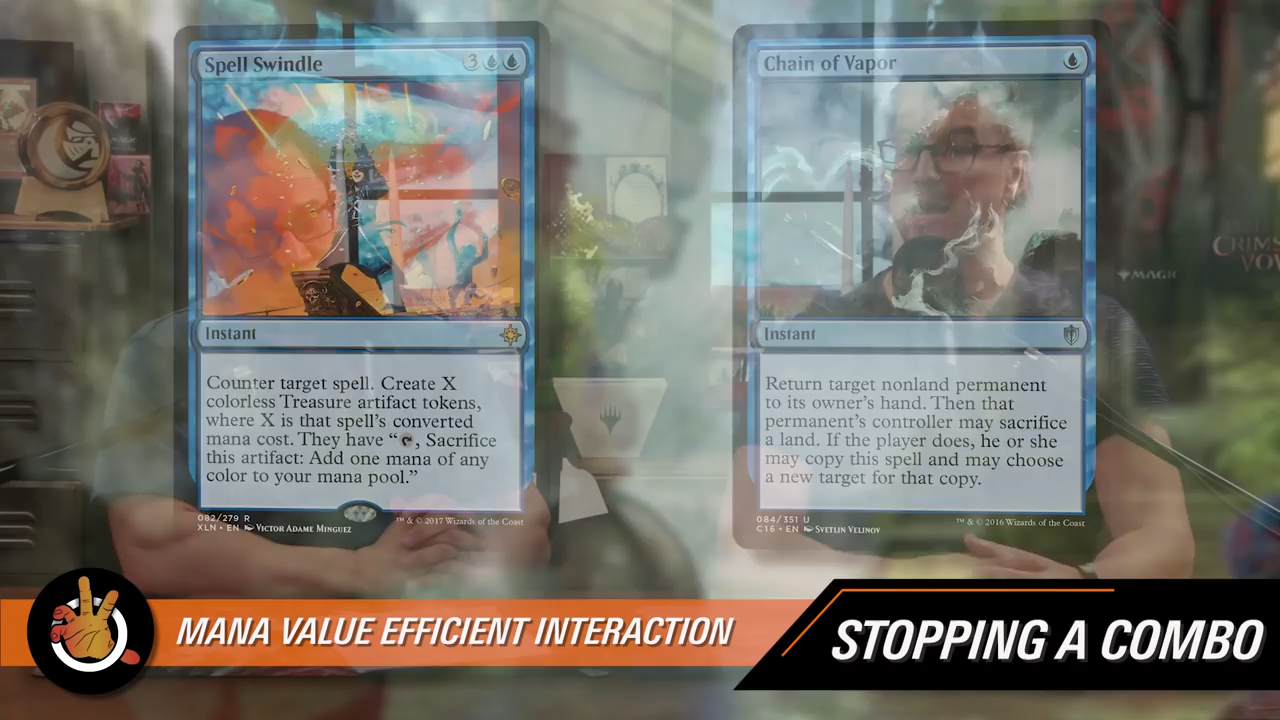 Spell Swindle
3
Instant
Counter target spell. Create X
colorless Treasure artifact tokens,
where X is that spell's converted
mana cost. They have “ , Sacrifice
this artifact: Add one mana of any
color to your mana pool.”
082/279 R
XLN • EN VICTOR ADAME MINGUEZ
™ & © 2017 Wizards of the Coast
Chain of Vapor
Instant
Return target nonland permanent
to its owner's hand. Then that
permanent's controller may sacrifice
a land. If the player does, he or she
may copy this spell and may choose
a new target for that copy.
084/351 U
C16 • EN SVETLIN VELINOV
™ & © 2016 Wizards of the Coast
MAGIC
CRIMS
VOW
MANA VALUE EFFICIENT INTERACTION
STOPPING A COMBO